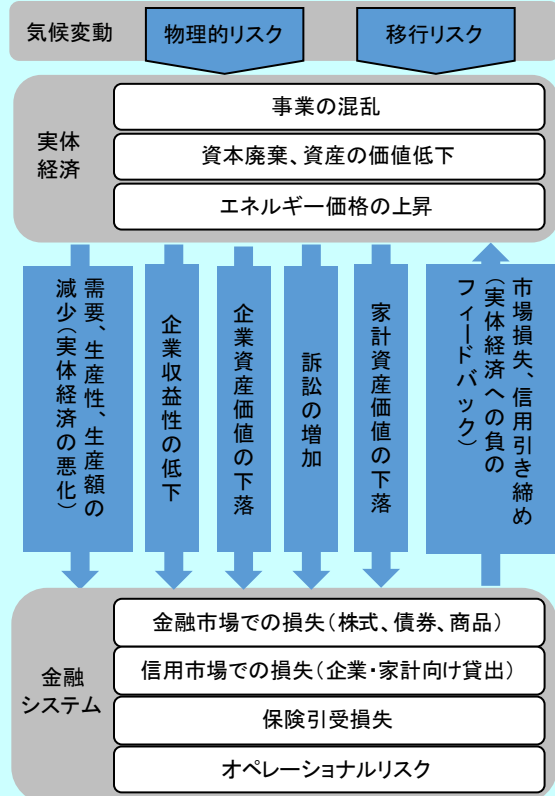 気候変動
物理的リスク
移行リスク
実体
経済
事業の混乱
資本廃棄、資産の価値低下
エネルギー価格の上昇
需要、生産性、生産額の
減少(実体経済の悪化)
企業収益性の低下
企業資産価値の下落
訴訟の増加
家計資産価値の下落
市場損失、信用引き締め
(実体経済への負の
フィードバック)
金融
システム
金融市場での損失(株式、債券、商品)
信用市場での損失(企業・家計向け貸出)
保険引受損失
オペレーショナルリスク